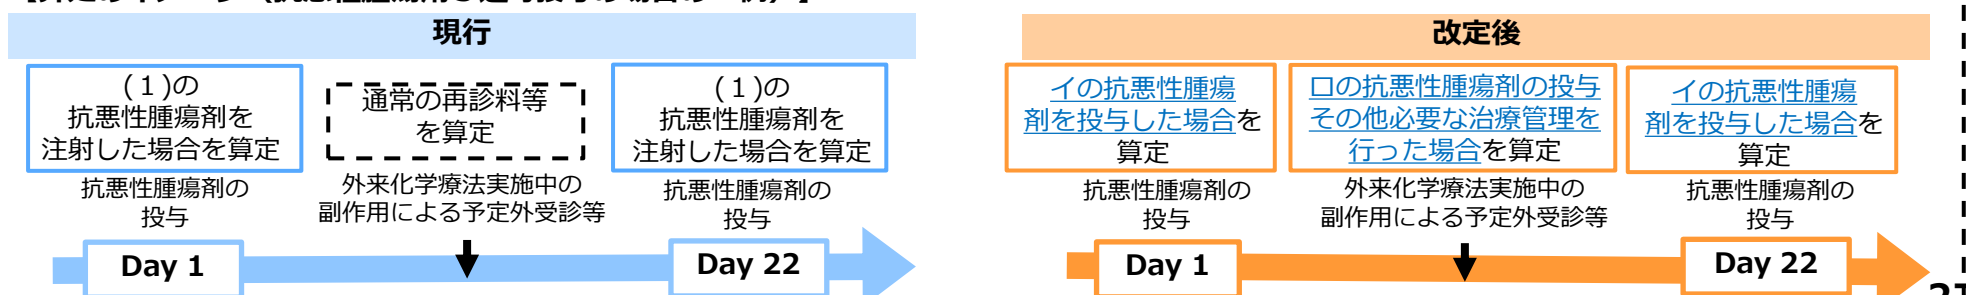 現行
(１)の
抗悪性腫瘍剤を
注射した場合を算定
通常の再診料等
を算定
(１)の
抗悪性腫瘍剤を
注射した場合を算定
抗悪性腫瘍剤の
投与
外来化学療法実施中の
副作用による予定外受診等
抗悪性腫瘍剤の
投与
Day 1
Day 22
改定後
イの抗悪性腫瘍
剤を投与した場合を
算定
ロの抗悪性腫瘍剤の投与
その他必要な治療管理を
行った場合を算定
イの抗悪性腫瘍
剤を投与した場合を
算定
抗悪性腫瘍剤の
投与
外来化学療法実施中の
副作用による予定外受診等
抗悪性腫瘍剤の
投与
Day 1
Day 22